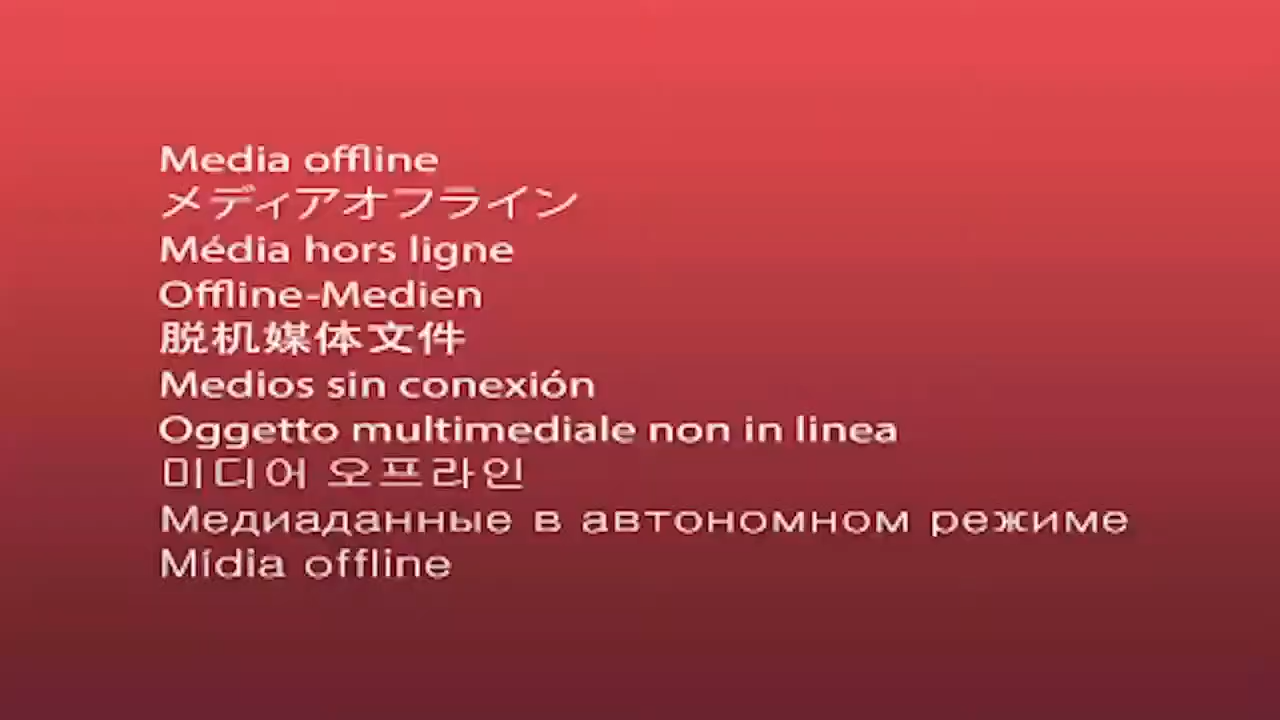 Media offline
メディアオフライン
Média hors ligne
Offline-Medien
脱机媒体文件
Medios sin conexión
Oggetto multimediale non in linea
미디어 오프라인
Медиаданные в автономном режиме
Mídia offline